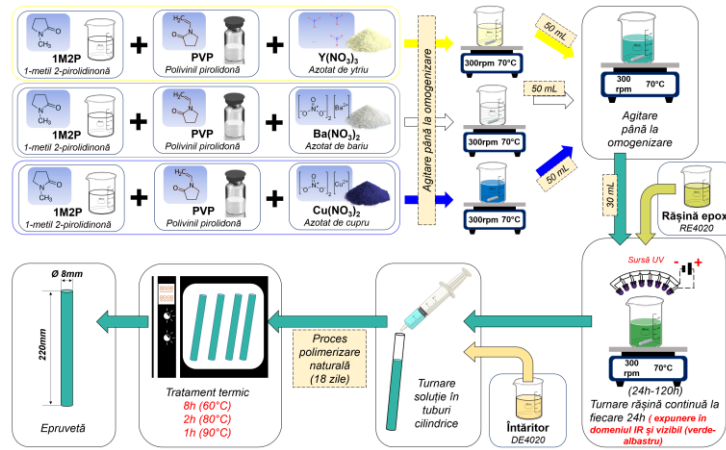 1M2P
1-metil 2-pirolidinonă
PVP
Polivinil pirolidonă
Y(NO₃)₃
Azotat de ytriu
1M2P
1-metil 2-pirolidinonă
PVP
Polivinil pirolidonă
Ba(NO₃)₂
Azotat de bariu
1M2P
1-metil 2-pirolidinonă
PVP
Polivinil pirolidonă
Cu(NO₃)₂
Azotat de cupru
Agitare până la omogenizare
300rpm 70°C
300rpm 70°C
300rpm 70°C
50 mL
50 mL
50 mL
300
rpm
70°C
Agitare
până la
omogenizare
30 mL
Rășină epox
RE4020
Sursă UV
- +
300
rpm
70°C
(24h-120h)
Turnare rășină continuă la
fiecare 24h ( expunere în
domeniul IR și vizibil (verde-
albastru)
Turnare
soluție în
tuburi
cilindrice
Întăritor
DE4020
Proces
polimerizare
naturală
(18 zile)
Tratament termic
8h (60°C)
2h (80°C)
1h (90°C)
Ø 8mm
220mm
Epruvetă